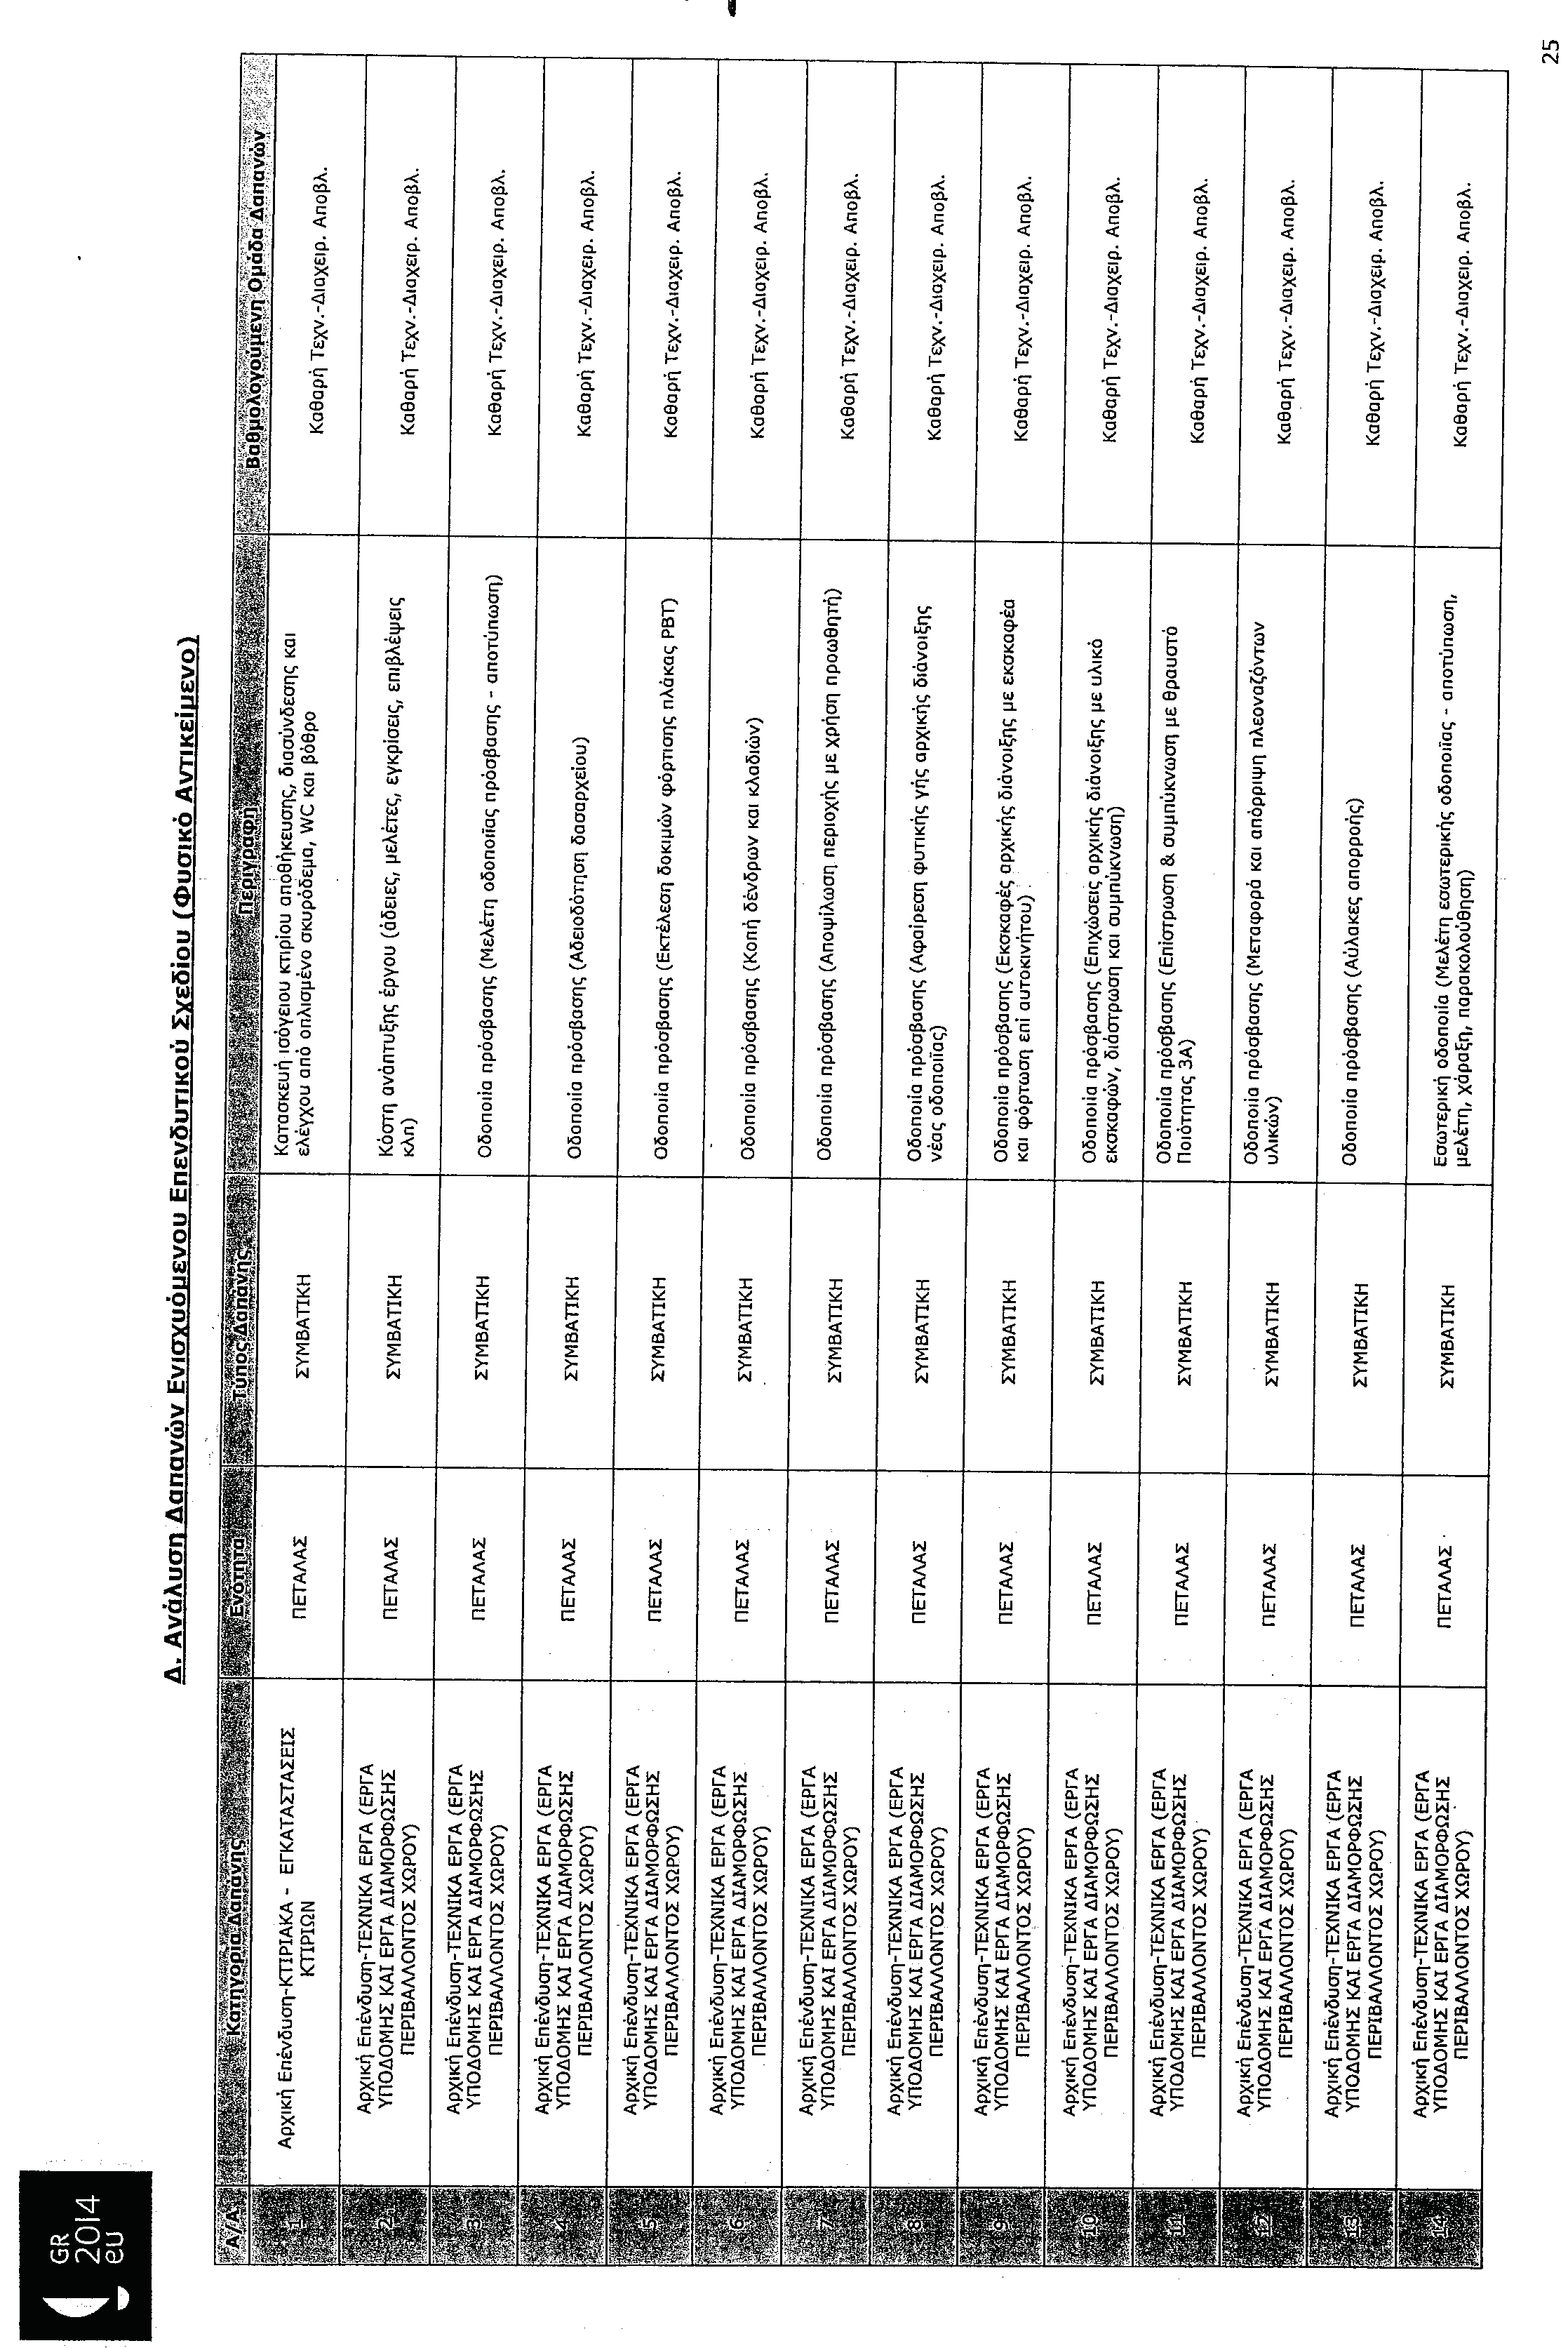 GR
2014
eu
Δ. Ανάλυση Δαπανών Ενισχυόμενου Επενδυτικού Σχεδίου (Φυσικό Αντικείμενο)
Α/Α Κατηγορία Δαπάνης Ενότητα Τύπος Δαπάνης Περιγραφή Βαθμολογούμενη Ομάδα Δαπανών
1 Αρχική Επένδυση-ΚΤΙΡΙΑΚΑ - ΕΓΚΑΤΑΣΤΑΣΕΙΣ
ΚΤΙΡΙΩΝ
ΠΕΤΑΛΑΣ
ΣΥΜΒΑΤΙΚΗ
Κατασκευή ισόγειου κτιρίου αποθήκευσης, διασύνδεσης και
ελέγχου από οπλισμένο σκυρόδεμα, WC και βόθρο
Καθαρή Τεχν.-Διαχειρ. Αποβλ.
2 Αρχική Επένδυση-ΤΕΧΝΙΚΑ ΕΡΓΑ (ΕΡΓΑ
ΥΠΟΔΟΜΗΣ ΚΑΙ ΕΡΓΑ ΔΙΑΜΟΡΦΩΣΗΣ
ΠΕΡΙΒΑΛΛΟΝΤΟΣ ΧΩΡΟΥ)
ΠΕΤΑΛΑΣ
ΣΥΜΒΑΤΙΚΗ
Κόστη ανάπτυξης έργου (άδειες, μελέτες, εγκρίσεις, επιβλέψεις
κλπ)
Καθαρή Τεχν.-Διαχειρ. Αποβλ.
3 Αρχική Επένδυση-ΤΕΧΝΙΚΑ ΕΡΓΑ (ΕΡΓΑ
ΥΠΟΔΟΜΗΣ ΚΑΙ ΕΡΓΑ ΔΙΑΜΟΡΦΩΣΗΣ
ΠΕΡΙΒΑΛΛΟΝΤΟΣ ΧΩΡΟΥ)
ΠΕΤΑΛΑΣ
ΣΥΜΒΑΤΙΚΗ
Οδοποιία πρόσβασης (Μελέτη οδοποιίας πρόσβασης - αποτύπωση)
Καθαρή Τεχν.-Διαχειρ. Αποβλ.
4 Αρχική Επένδυση-ΤΕΧΝΙΚΑ ΕΡΓΑ (ΕΡΓΑ
ΥΠΟΔΟΜΗΣ ΚΑΙ ΕΡΓΑ ΔΙΑΜΟΡΦΩΣΗΣ
ΠΕΡΙΒΑΛΛΟΝΤΟΣ ΧΩΡΟΥ)
ΠΕΤΑΛΑΣ
ΣΥΜΒΑΤΙΚΗ
Οδοποιία πρόσβασης (Αδειοδότηση δασαρχείου)
Καθαρή Τεχν.-Διαχειρ. Αποβλ.
5 Αρχική Επένδυση-ΤΕΧΝΙΚΑ ΕΡΓΑ (ΕΡΓΑ
ΥΠΟΔΟΜΗΣ ΚΑΙ ΕΡΓΑ ΔΙΑΜΟΡΦΩΣΗΣ
ΠΕΡΙΒΑΛΛΟΝΤΟΣ ΧΩΡΟΥ)
ΠΕΤΑΛΑΣ
ΣΥΜΒΑΤΙΚΗ
Οδοποιία πρόσβασης (Εκτέλεση δοκιμών φόρτισης πλάκας PBT)
Καθαρή Τεχν.-Διαχειρ. Αποβλ.
6 Αρχική Επένδυση-ΤΕΧΝΙΚΑ ΕΡΓΑ (ΕΡΓΑ
ΥΠΟΔΟΜΗΣ ΚΑΙ ΕΡΓΑ ΔΙΑΜΟΡΦΩΣΗΣ
ΠΕΡΙΒΑΛΛΟΝΤΟΣ ΧΩΡΟΥ)
ΠΕΤΑΛΑΣ
ΣΥΜΒΑΤΙΚΗ
Οδοποιία πρόσβασης (Κοπή δένδρων και κλαδιών)
Καθαρή Τεχν.-Διαχειρ. Αποβλ.
7 Αρχική Επένδυση-ΤΕΧΝΙΚΑ ΕΡΓΑ (ΕΡΓΑ
ΥΠΟΔΟΜΗΣ ΚΑΙ ΕΡΓΑ ΔΙΑΜΟΡΦΩΣΗΣ
ΠΕΡΙΒΑΛΛΟΝΤΟΣ ΧΩΡΟΥ)
ΠΕΤΑΛΑΣ
ΣΥΜΒΑΤΙΚΗ
Οδοποιία πρόσβασης (Αποψίλωση περιοχής με χρήση προωθητή)
Καθαρή Τεχν.-Διαχειρ. Αποβλ.
8 Αρχική Επένδυση-ΤΕΧΝΙΚΑ ΕΡΓΑ (ΕΡΓΑ
ΥΠΟΔΟΜΗΣ ΚΑΙ ΕΡΓΑ ΔΙΑΜΟΡΦΩΣΗΣ
ΠΕΡΙΒΑΛΛΟΝΤΟΣ ΧΩΡΟΥ)
ΠΕΤΑΛΑΣ
ΣΥΜΒΑΤΙΚΗ
Οδοποιία πρόσβασης (Αφαίρεση φυτικής γής αρχικής διάνοιξης
νέας οδοποιίας)
Καθαρή Τεχν.-Διαχειρ. Αποβλ.
9 Αρχική Επένδυση-ΤΕΧΝΙΚΑ ΕΡΓΑ (ΕΡΓΑ
ΥΠΟΔΟΜΗΣ ΚΑΙ ΕΡΓΑ ΔΙΑΜΟΡΦΩΣΗΣ
ΠΕΡΙΒΑΛΛΟΝΤΟΣ ΧΩΡΟΥ)
ΠΕΤΑΛΑΣ
ΣΥΜΒΑΤΙΚΗ
Οδοποιία πρόσβασης (Εκσκαφές αρχικής διάνοιξης με εκσκαφέα
και φόρτωση επί αυτοκινήτου)
Καθαρή Τεχν.-Διαχειρ. Αποβλ.
10 Αρχική Επένδυση-ΤΕΧΝΙΚΑ ΕΡΓΑ (ΕΡΓΑ
ΥΠΟΔΟΜΗΣ ΚΑΙ ΕΡΓΑ ΔΙΑΜΟΡΦΩΣΗΣ
ΠΕΡΙΒΑΛΛΟΝΤΟΣ ΧΩΡΟΥ)
ΠΕΤΑΛΑΣ
ΣΥΜΒΑΤΙΚΗ
Οδοποιία πρόσβασης (Επιχώσεις αρχικής διάνοιξης με υλικό
εκσκαφών, διάστρωση και συμπύκνωση)
Καθαρή Τεχν.-Διαχειρ. Αποβλ.
11 Αρχική Επένδυση-ΤΕΧΝΙΚΑ ΕΡΓΑ (ΕΡΓΑ
ΥΠΟΔΟΜΗΣ ΚΑΙ ΕΡΓΑ ΔΙΑΜΟΡΦΩΣΗΣ
ΠΕΡΙΒΑΛΛΟΝΤΟΣ ΧΩΡΟΥ)
ΠΕΤΑΛΑΣ
ΣΥΜΒΑΤΙΚΗ
Οδοποιία πρόσβασης (Επίστρωση & συμπύκνωση με θραυστό
Ποιότητας 3Α)
Καθαρή Τεχν.-Διαχειρ. Αποβλ.
12 Αρχική Επένδυση-ΤΕΧΝΙΚΑ ΕΡΓΑ (ΕΡΓΑ
ΥΠΟΔΟΜΗΣ ΚΑΙ ΕΡΓΑ ΔΙΑΜΟΡΦΩΣΗΣ
ΠΕΡΙΒΑΛΛΟΝΤΟΣ ΧΩΡΟΥ)
ΠΕΤΑΛΑΣ
ΣΥΜΒΑΤΙΚΗ
Οδοποιία πρόσβασης (Μεταφορά και απόρριψη πλεοναζόντων
υλικών)
Καθαρή Τεχν.-Διαχειρ. Αποβλ.
13 Αρχική Επένδυση-ΤΕΧΝΙΚΑ ΕΡΓΑ (ΕΡΓΑ
ΥΠΟΔΟΜΗΣ ΚΑΙ ΕΡΓΑ ΔΙΑΜΟΡΦΩΣΗΣ
ΠΕΡΙΒΑΛΛΟΝΤΟΣ ΧΩΡΟΥ)
ΠΕΤΑΛΑΣ
ΣΥΜΒΑΤΙΚΗ
Οδοποιία πρόσβασης (Αύλακες απορροής)
Καθαρή Τεχν.-Διαχειρ. Αποβλ.
14 Αρχική Επένδυση-ΤΕΧΝΙΚΑ ΕΡΓΑ (ΕΡΓΑ
ΥΠΟΔΟΜΗΣ ΚΑΙ ΕΡΓΑ ΔΙΑΜΟΡΦΩΣΗΣ
ΠΕΡΙΒΑΛΛΟΝΤΟΣ ΧΩΡΟΥ)
ΠΕΤΑΛΑΣ
ΣΥΜΒΑΤΙΚΗ
Εσωτερική οδοποιία (Μελέτη εσωτερικής οδοποιίας - αποτύπωση,
μελέτη, χάραξη, παρακολούθηση)
Καθαρή Τεχν.-Διαχειρ. Αποβλ.
25